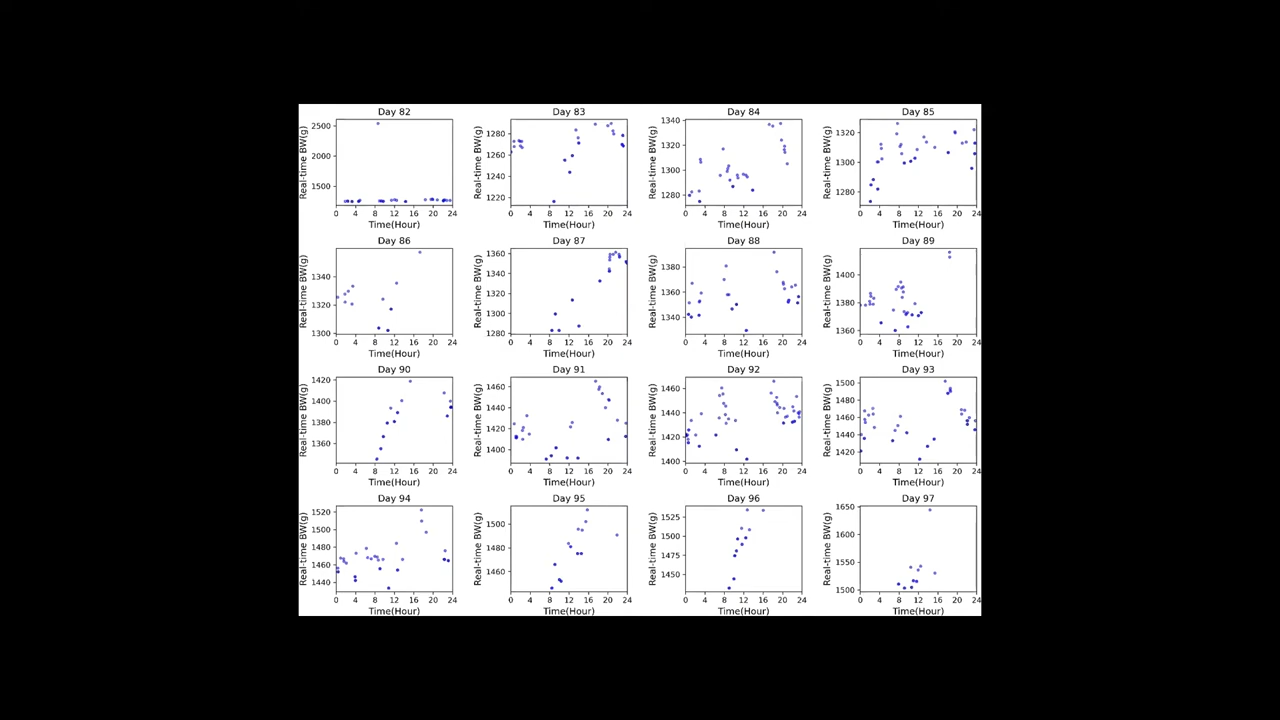 Day 82 Day 83 Day 84 Day 85
Real-time BW(g) 2500 2000 1500
Real-time BW(g) 1280 1260 1240 1220
Real-time BW(g) 1340 1320 1300 1280
Real-time BW(g) 1320 1300 1280
0 4 8 12 16 20 24 0 4 8 12 16 20 24 0 4 8 12 16 20 24 0 4 8 12 16 20 24
Time(Hour) Time(Hour) Time(Hour) Time(Hour)
Day 86 Day 87 Day 88 Day 89
Real-time BW(g) 1340 1320 1300
Real-time BW(g) 1360 1340 1320 1300 1280
Real-time BW(g) 1380 1360 1340
Real-time BW(g) 1400 1380 1360
0 4 8 12 16 20 24 0 4 8 12 16 20 24 0 4 8 12 16 20 24 0 4 8 12 16 20 24
Time(Hour) Time(Hour) Time(Hour) Time(Hour)
Day 90 Day 91 Day 92 Day 93
Real-time BW(g) 1420 1400 1380 1360
Real-time BW(g) 1460 1440 1420 1400
Real-time BW(g) 1460 1440 1420 1400
Real-time BW(g) 1500 1480 1460 1440 1420
0 4 8 12 16 20 24 0 4 8 12 16 20 24 0 4 8 12 16 20 24 0 4 8 12 16 20 24
Time(Hour) Time(Hour) Time(Hour) Time(Hour)
Day 94 Day 95 Day 96 Day 97
Real-time BW(g) 1520 1500 1480 1460 1440
Real-time BW(g) 1500 1480 1460
Real-time BW(g) 1525 1500 1475 1450
Real-time BW(g) 1650 1600 1550 1500
0 4 8 12 16 20 24 0 4 8 12 16 20 24 0 4 8 12 16 20 24 0 4 8 12 16 20 24
Time(Hour) Time(Hour) Time(Hour) Time(Hour)